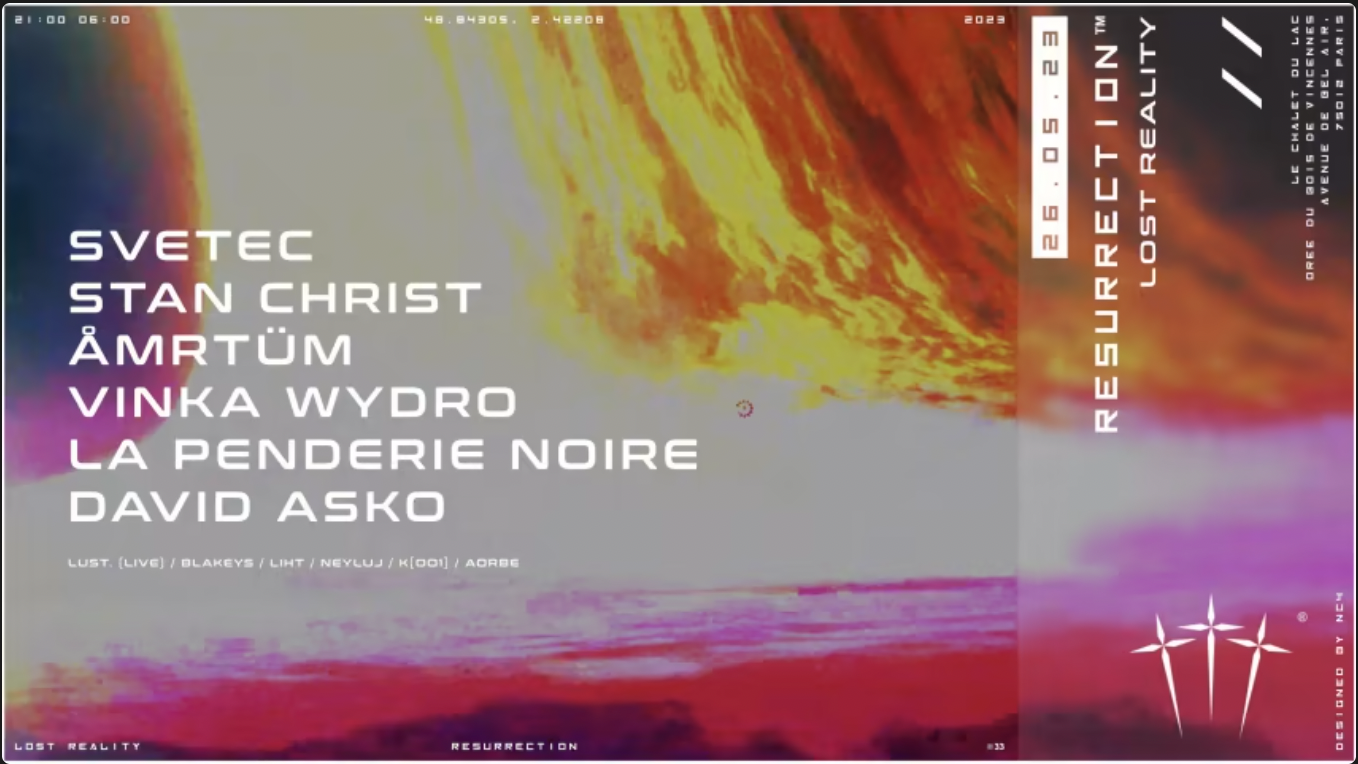 21:00 06:00
48.84305, 2.42208
2023
SVETEC
STAN CHRIST
ÅMRTÜM
VINKA WYDRO
LA PENDERIE NOIRE
DAVID ASKO
LUST. (LIVE) / BLAKEYS / LIHT / NEYLUJ / K[001] / AORBE
LOST REALITY
RESURRECTION
#33
26.05.23
RESURRECTION™
LOST REALITY
//
LE CHALET DU LAC
OREE DU BOIS DE VINCENNES
AVENUE DE BEL AIR,
75012 PARIS
®
DESIGNED BY NCY